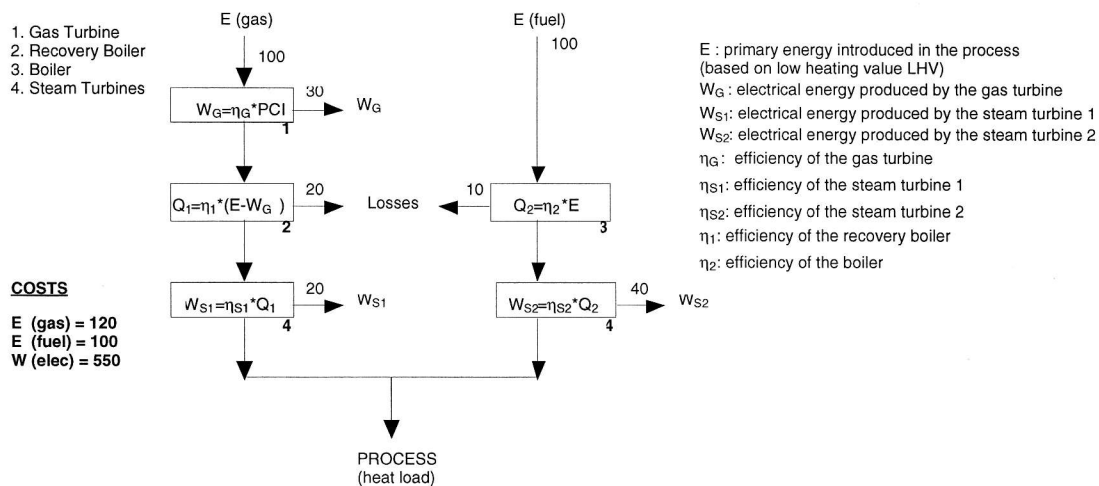 1. Gas Turbine
2. Recovery Boiler
3. Boiler
4. Steam Turbines
E (gas)
100
E (fuel)
100
W_G=η_G*PCI
1
30
W_G
Q_1=η_1*(E-W_G )
2
20
Losses
10
Q_2=η_2*E
3
W_S1=η_S1*Q_1
4
20
W_S1
W_S2=η_S2*Q_2
4
40
W_S2
PROCESS
(heat load)
COSTS
E (gas) = 120
E (fuel) = 100
W (elec) = 550
E : primary energy introduced in the process
(based on low heating value LHV)
W_G: electrical energy produced by the gas turbine
W_S1: electrical energy produced by the steam turbine 1
W_S2: electrical energy produced by the steam turbine 2
η_G: efficiency of the gas turbine
η_S1: efficiency of the steam turbine 1
η_S2: efficiency of the steam turbine 2
η_1: efficiency of the recovery boiler
η_2: efficiency of the boiler